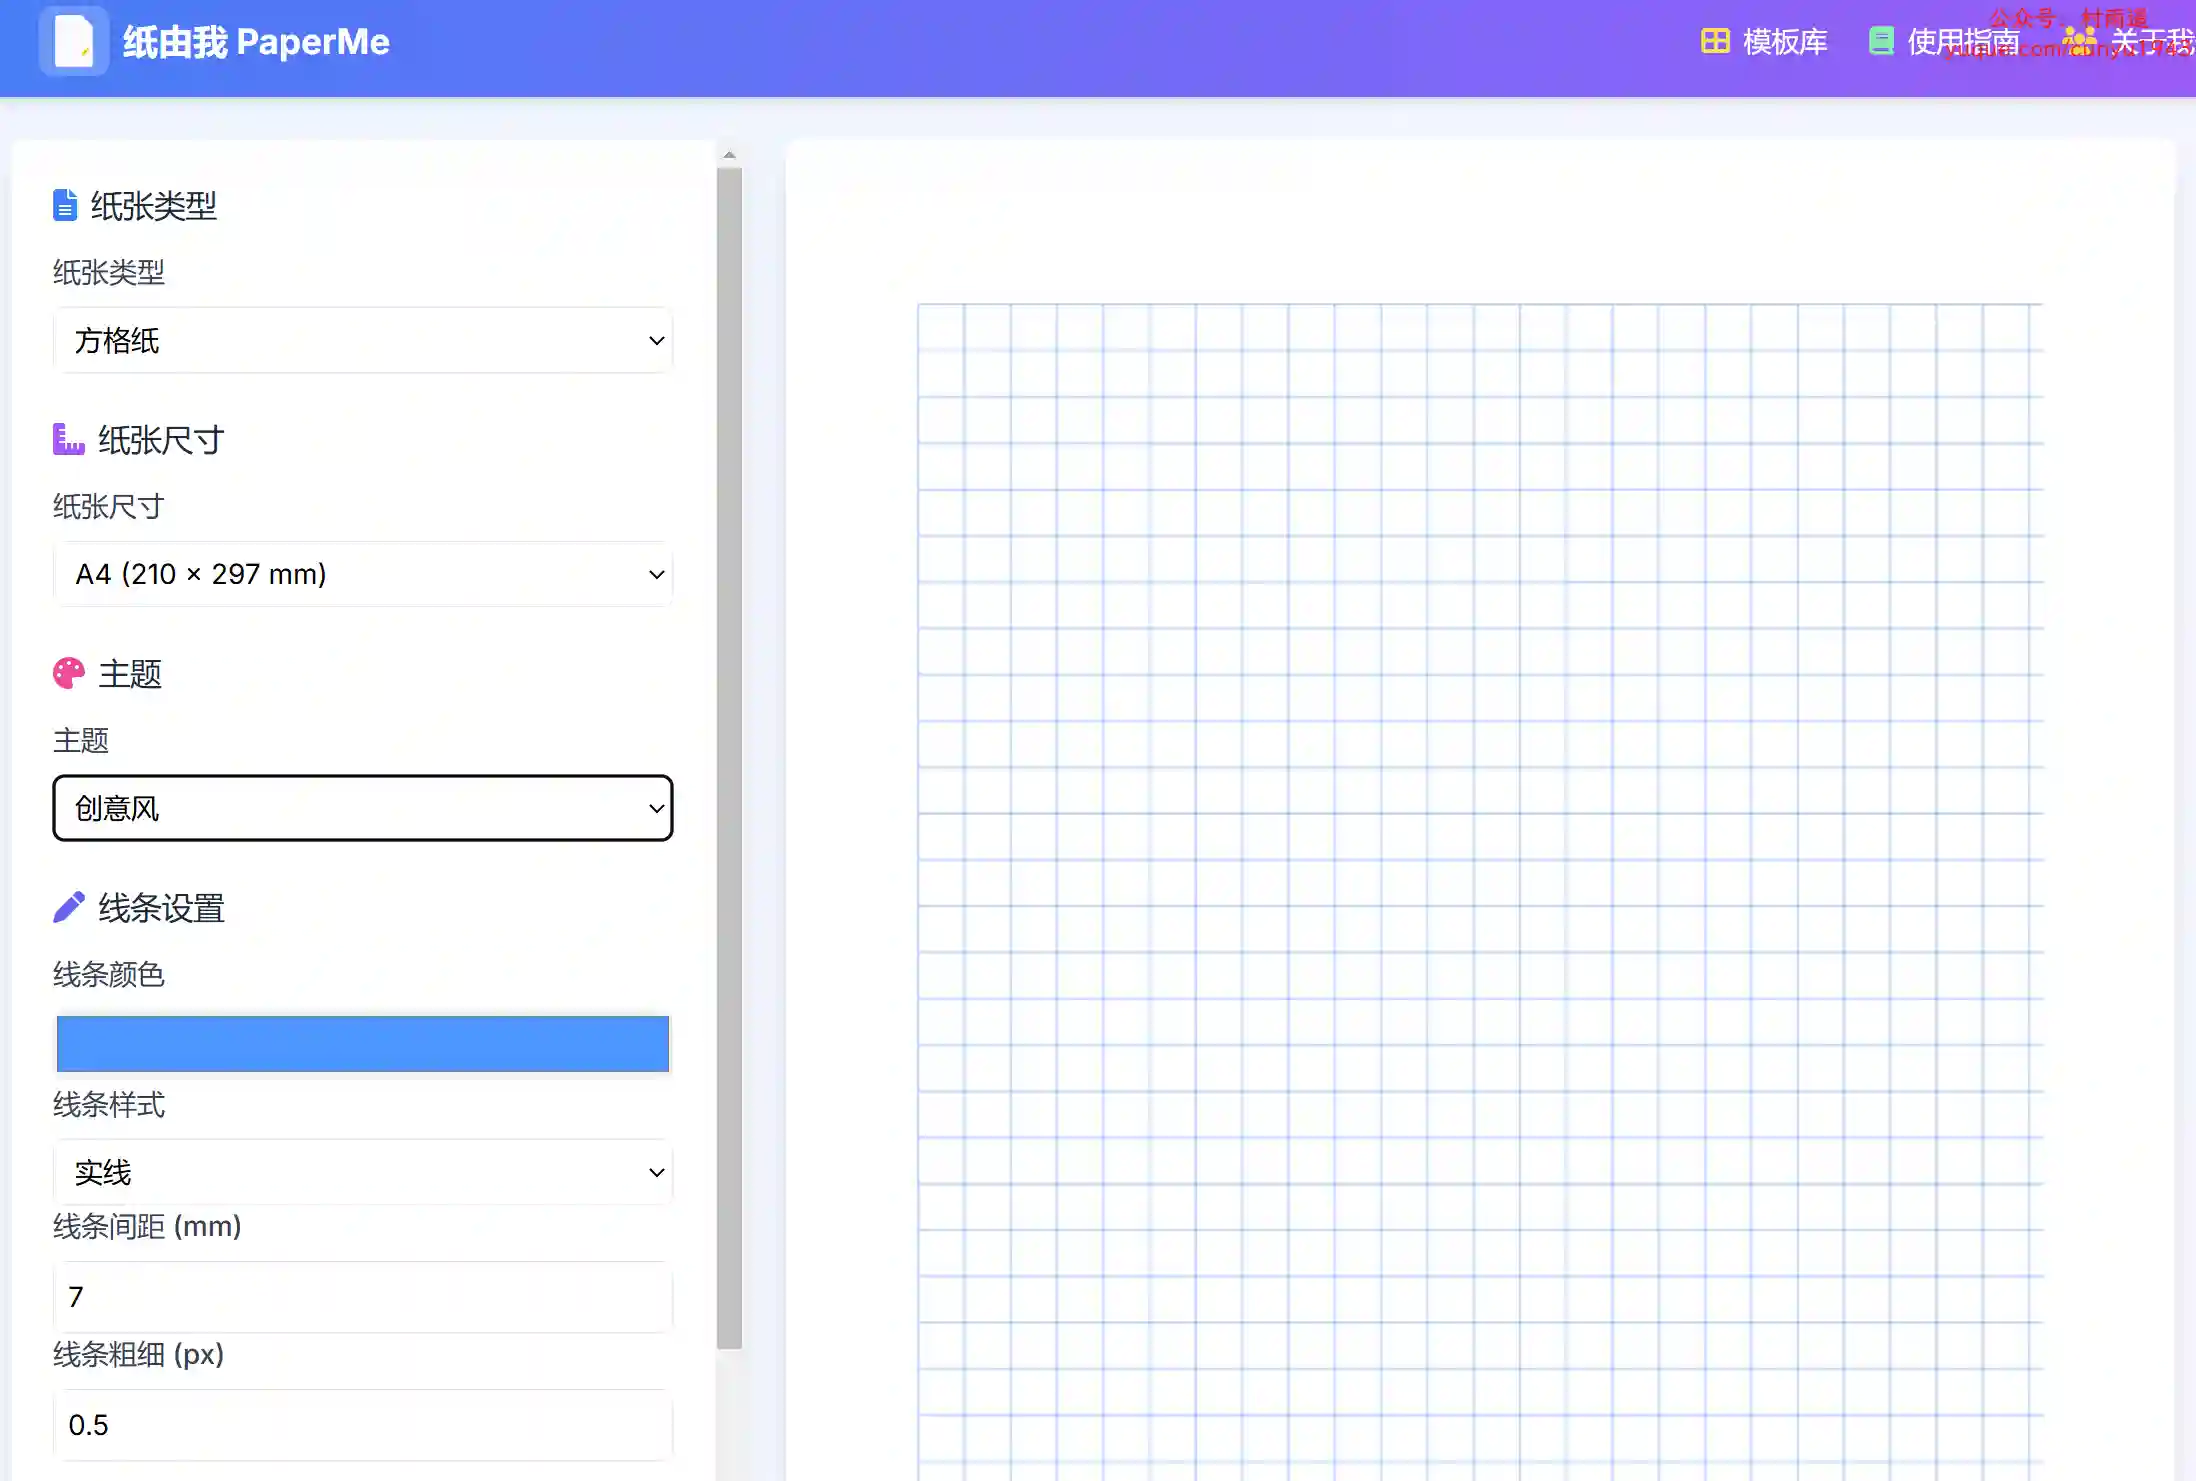 纸由我 PaperMe
模板库
使用指南
关于我
公众号：村雨遥
yuque.com/cunyu1943
纸张类型
纸张类型
方格纸
纸张尺寸
纸张尺寸
A4 (210 × 297 mm)
主题
主题
创意风
线条设置
线条颜色
线条样式
实线
线条间距 (mm)
7
线条粗细 (px)
0.5